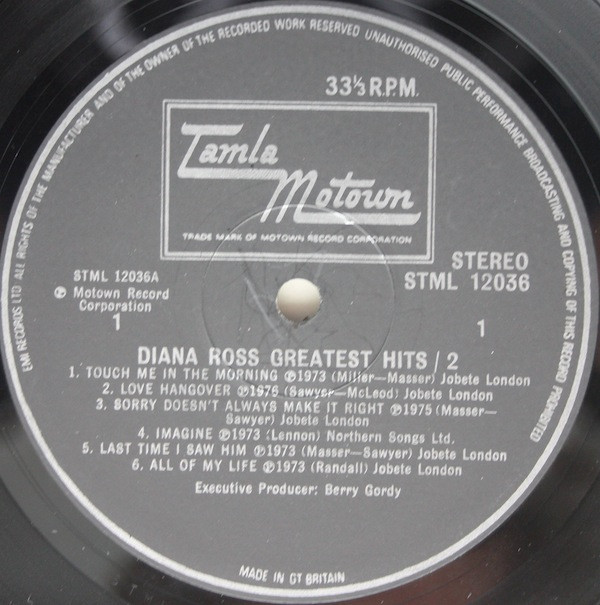 EMI RECORDS LTD ALL RIGHTS OF THE MANUFACTURER AND OF THE OWNER OF THE RECORDED WORK RESERVED UNAUTHORISED PUBLIC PERFORMANCE BROADCASTING AND COPYING OF THIS RECORD PROHIBITED
33⅓ R.P.M.
Tamla
Motown
TRADE MARK OF MOTOWN RECORD CORPORATION
STEREO
STML 12036
STML 12036A
℗ Motown Record
Corporation
1
1
DIANA ROSS GREATEST HITS / 2
1. TOUCH ME IN THE MORNING ℗1973 (Miller—Masser) Jobete London
2. LOVE HANGOVER ℗1976 (Sawyer—McLeod) Jobete London
3. SORRY DOESN'T ALWAYS MAKE IT RIGHT ℗1975 (Masser—
Sawyer) Jobete London
4. IMAGINE ℗1973 (Lennon) Northern Songs Ltd.
5. LAST TIME I SAW HIM ℗1973 (Masser—Sawyer) Jobete London
6. ALL OF MY LIFE ℗1973 (Randall) Jobete London
Executive Producer: Berry Gordy
MADE IN GT BRITAIN